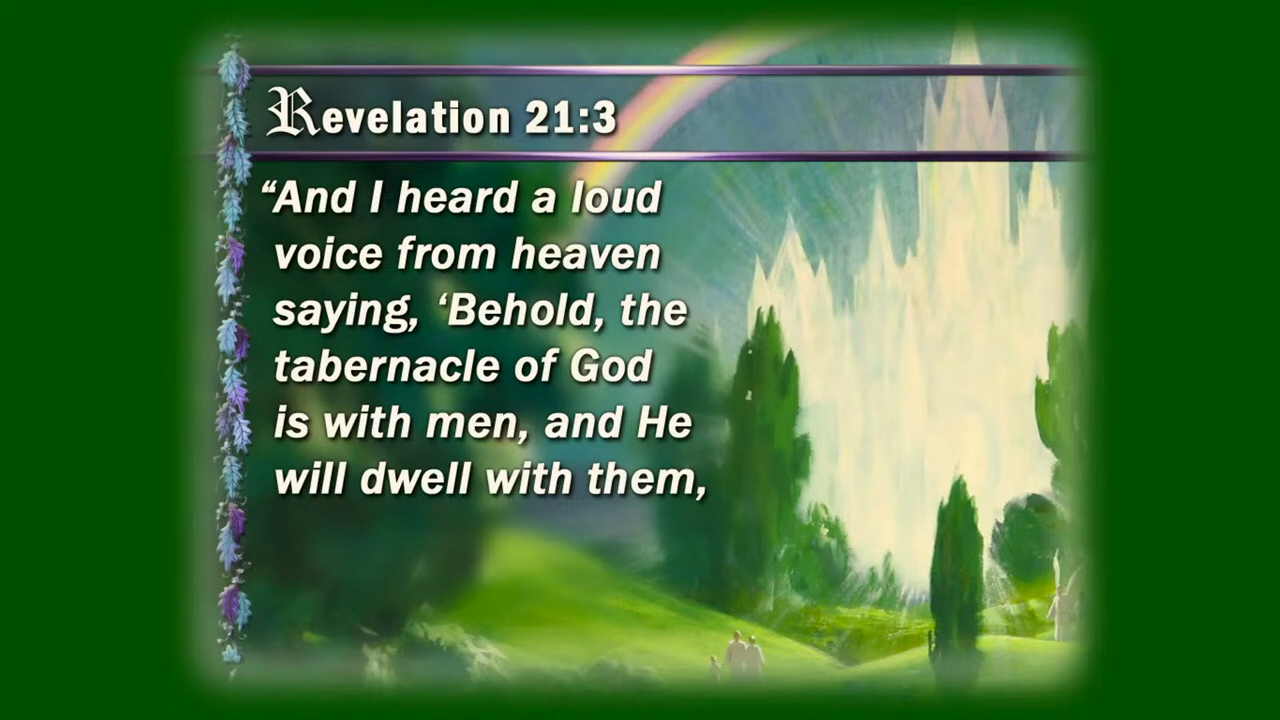 Revelation 21:3
“And I heard a loud
voice from heaven
saying, ‘Behold, the
tabernacle of God
is with men, and He
will dwell with them,